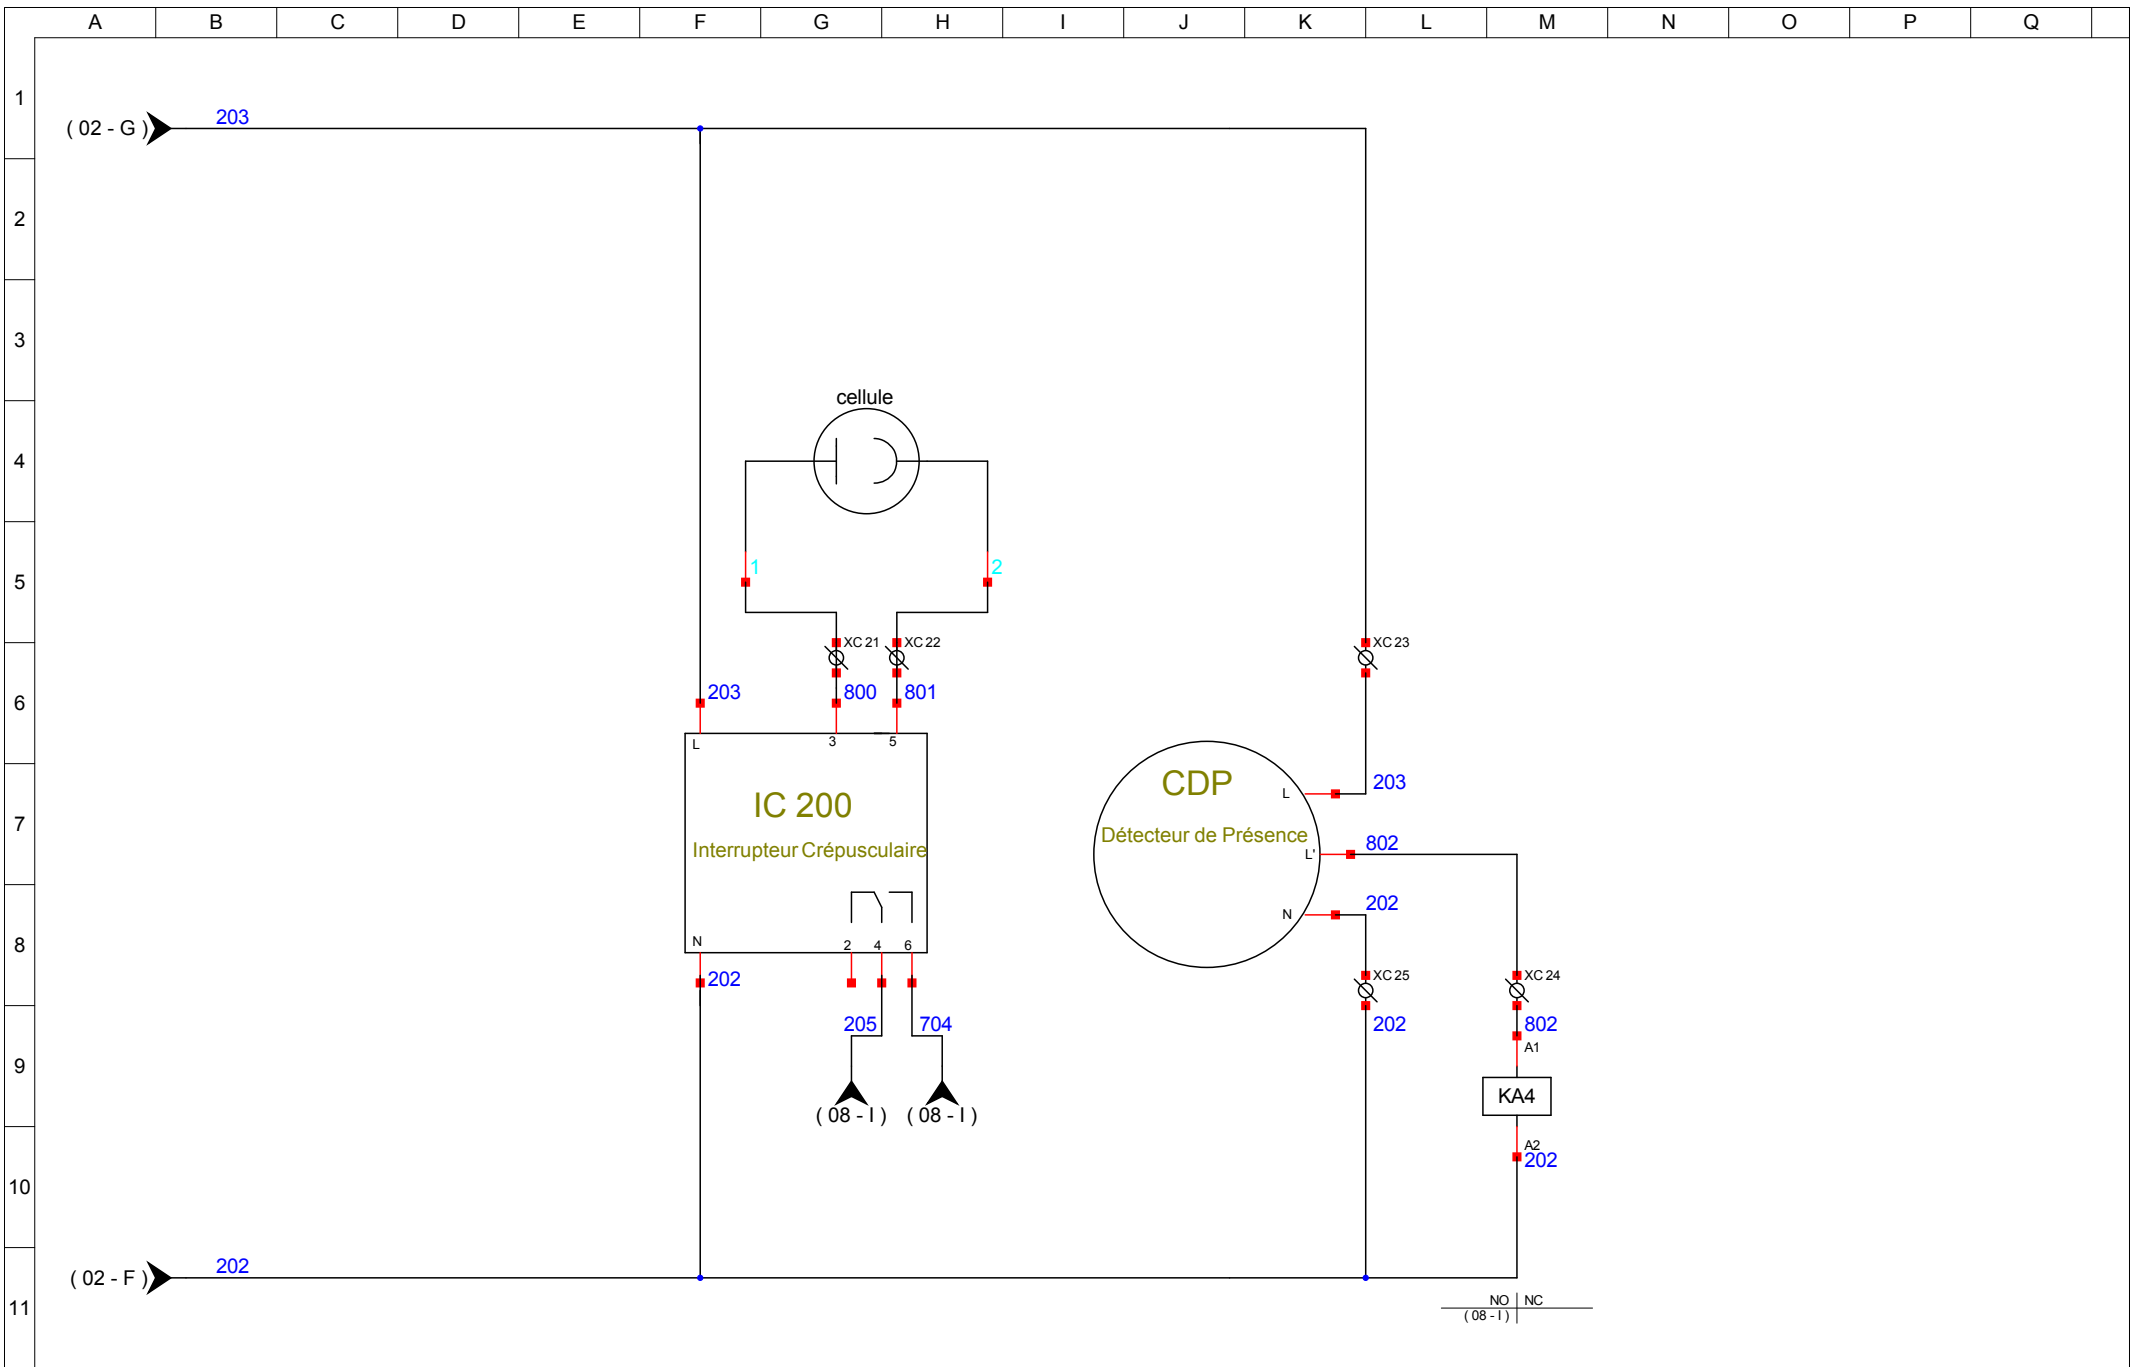 A B C D E F G H I J K L M N O P Q
1
( 02 - G )
203
2
3
cellule
4
5
1
2
XC 21
XC 22
XC 23
6
203
800
801
L
3
5
CDP
L
203
7
IC 200
Détecteur de Présence
Interrupteur Crépusculaire
L'
802
202
N
8
N
2
4
6
202
XC 25
XC 24
205
704
202
802
A1
9
KA4
( 08 - I )
( 08 - I )
A2
202
10
202
( 02 - F )
11
NO NC
( 08 - I )